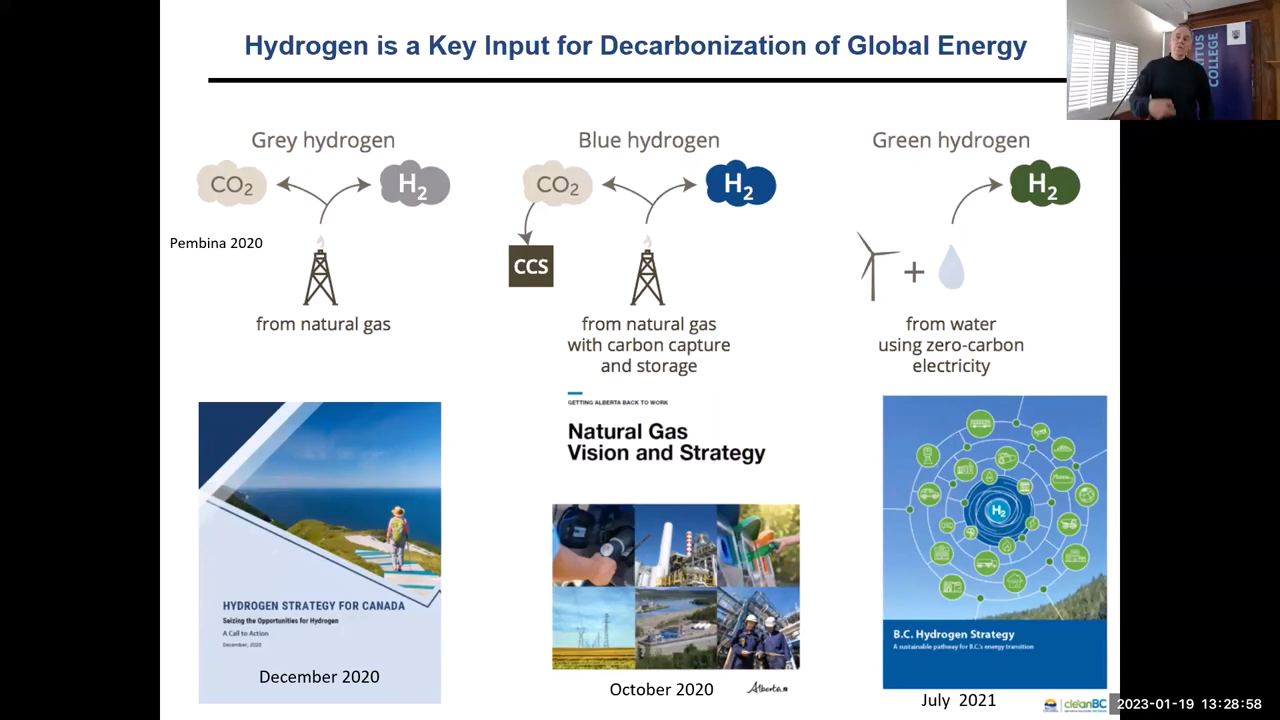 Hydrogen is a Key Input for Decarbonization of Global Energy
TUS
COLLEGE
Grey hydrogen
CO2
H2
Pembina 2020
from natural gas
Blue hydrogen
CO2
H2
CCS
from natural gas
with carbon capture
and storage
Green hydrogen
H2
+
from water
using zero-carbon
electricity
HYDROGEN STRATEGY FOR CANADA
Seizing the Opportunities for Hydrogen
A Call to Action
December, 2020
December 2020
GETTING ALBERTA BACK TO WORK
Natural Gas
Vision and Strategy
October 2020
Alberta
H2
B.C. Hydrogen Strategy
A sustainable pathway for B.C.'s energy transition
July 2021
cleanBC
2023-01-19 13:28:58